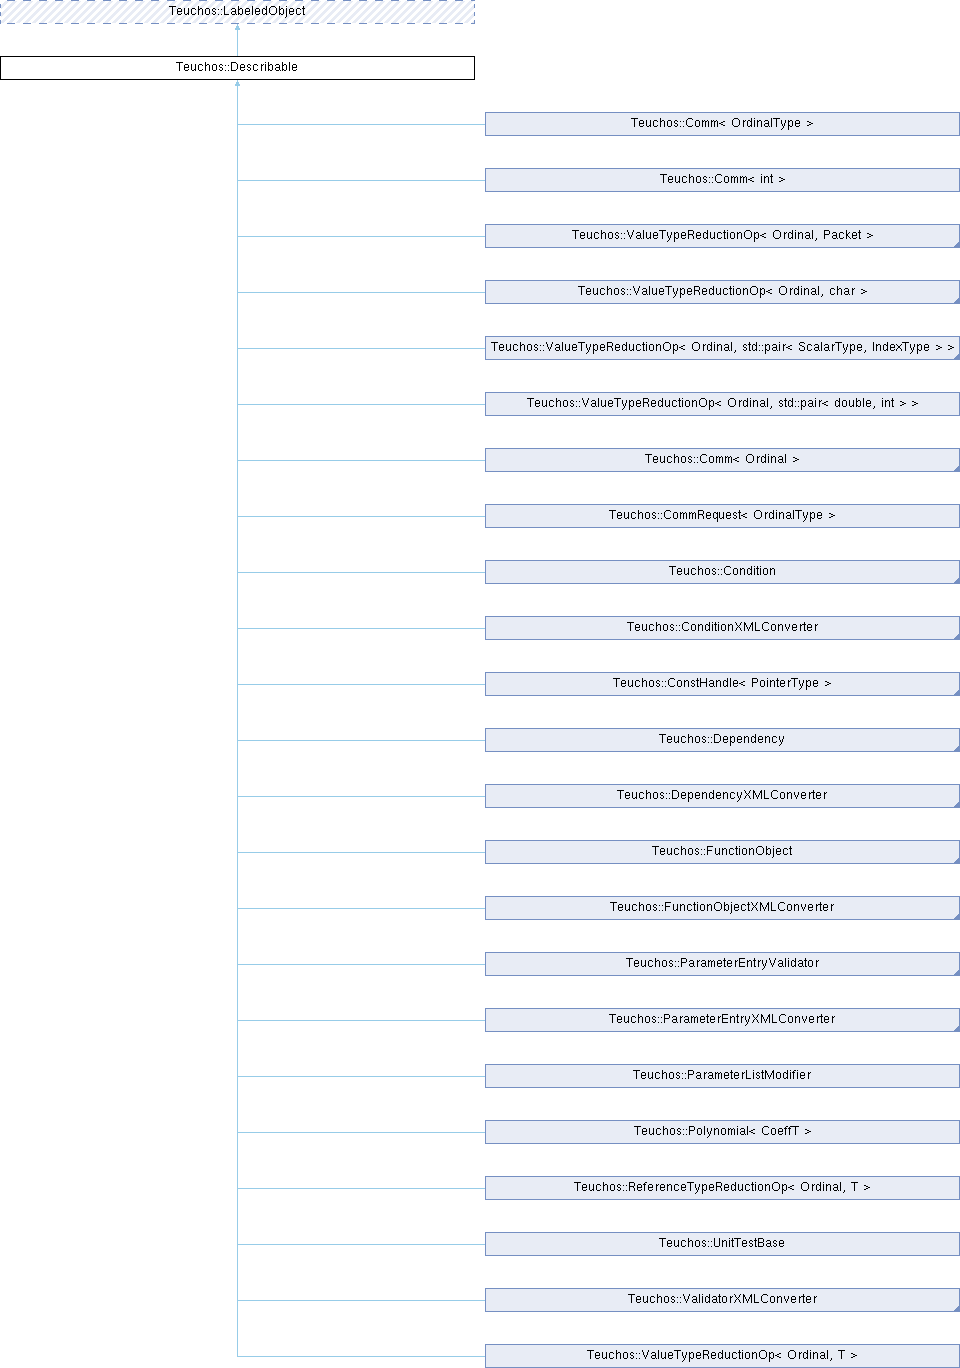 Teuchos::LabeledObject
Teuchos::Describable
Teuchos::Comm< OrdinalType >
Teuchos::Comm< int >
Teuchos::ValueTypeReductionOp< Ordinal, Packet >
Teuchos::ValueTypeReductionOp< Ordinal, char >
Teuchos::ValueTypeReductionOp< Ordinal, std::pair< ScalarType, IndexType > >
Teuchos::ValueTypeReductionOp< Ordinal, std::pair< double, int > >
Teuchos::Comm< Ordinal >
Teuchos::CommRequest< OrdinalType >
Teuchos::Condition
Teuchos::ConditionXMLConverter
Teuchos::ConstHandle< PointerType >
Teuchos::Dependency
Teuchos::DependencyXMLConverter
Teuchos::FunctionObject
Teuchos::FunctionObjectXMLConverter
Teuchos::ParameterEntryValidator
Teuchos::ParameterEntryXMLConverter
Teuchos::ParameterListModifier
Teuchos::Polynomial< CoeffT >
Teuchos::ReferenceTypeReductionOp< Ordinal, T >
Teuchos::UnitTestBase
Teuchos::ValidatorXMLConverter
Teuchos::ValueTypeReductionOp< Ordinal, T >